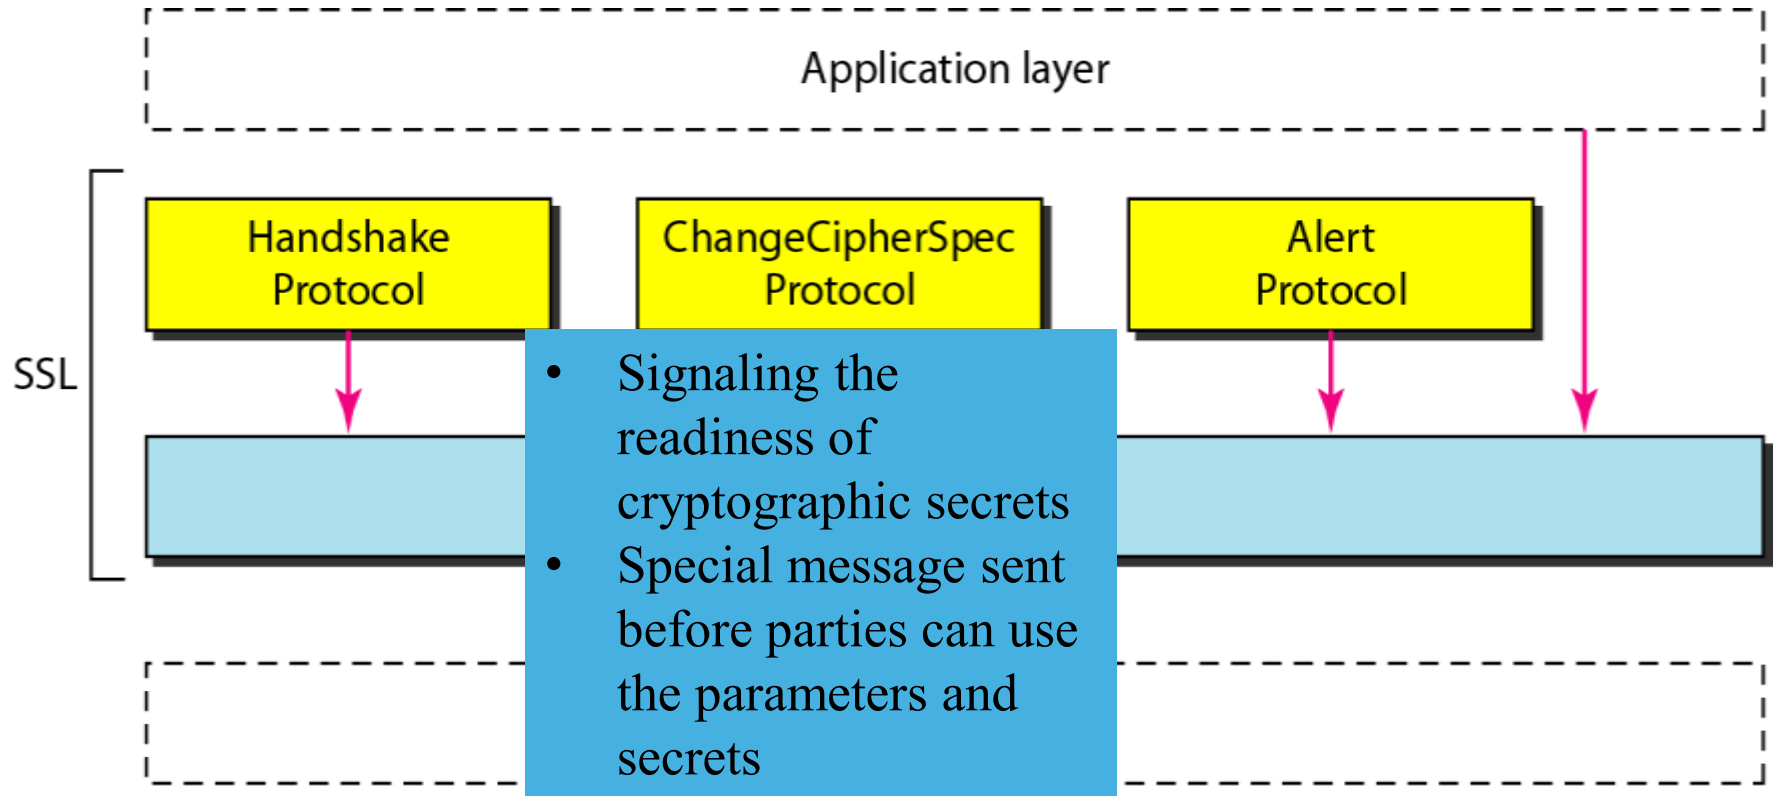 Application layer
Handshake
Protocol
ChangeCipherSpec
Protocol
Alert
Protocol
SSL
• Signaling the
readiness of
cryptographic secrets
• Special message sent
before parties can use
the parameters and
secrets